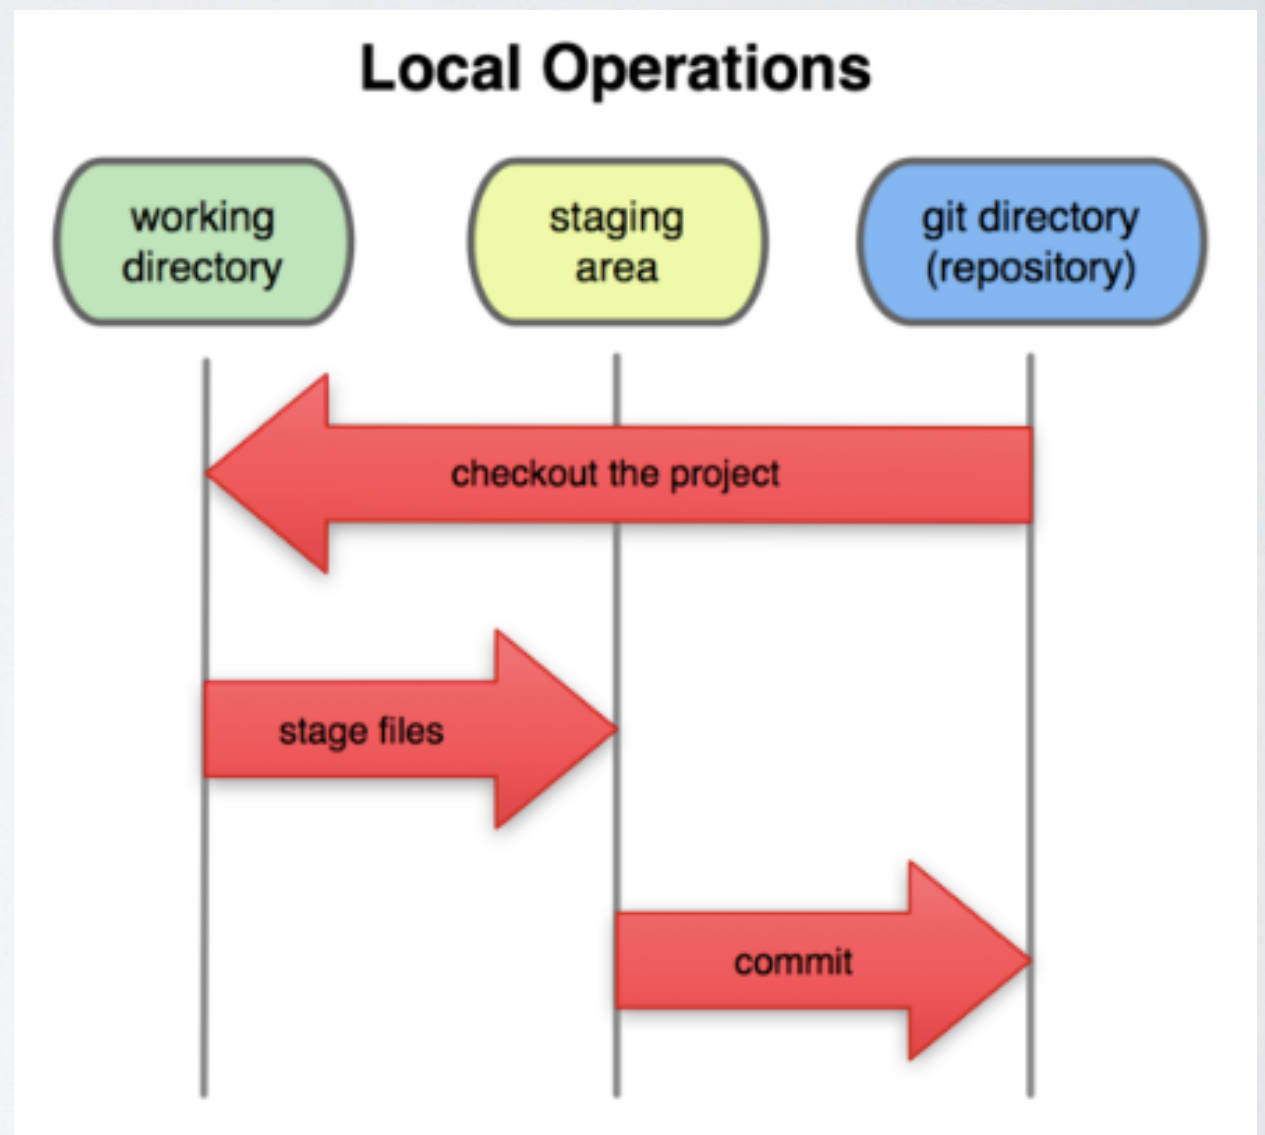 Local Operations
working
directory
staging
area
git directory
(repository)
checkout the project
stage files
commit